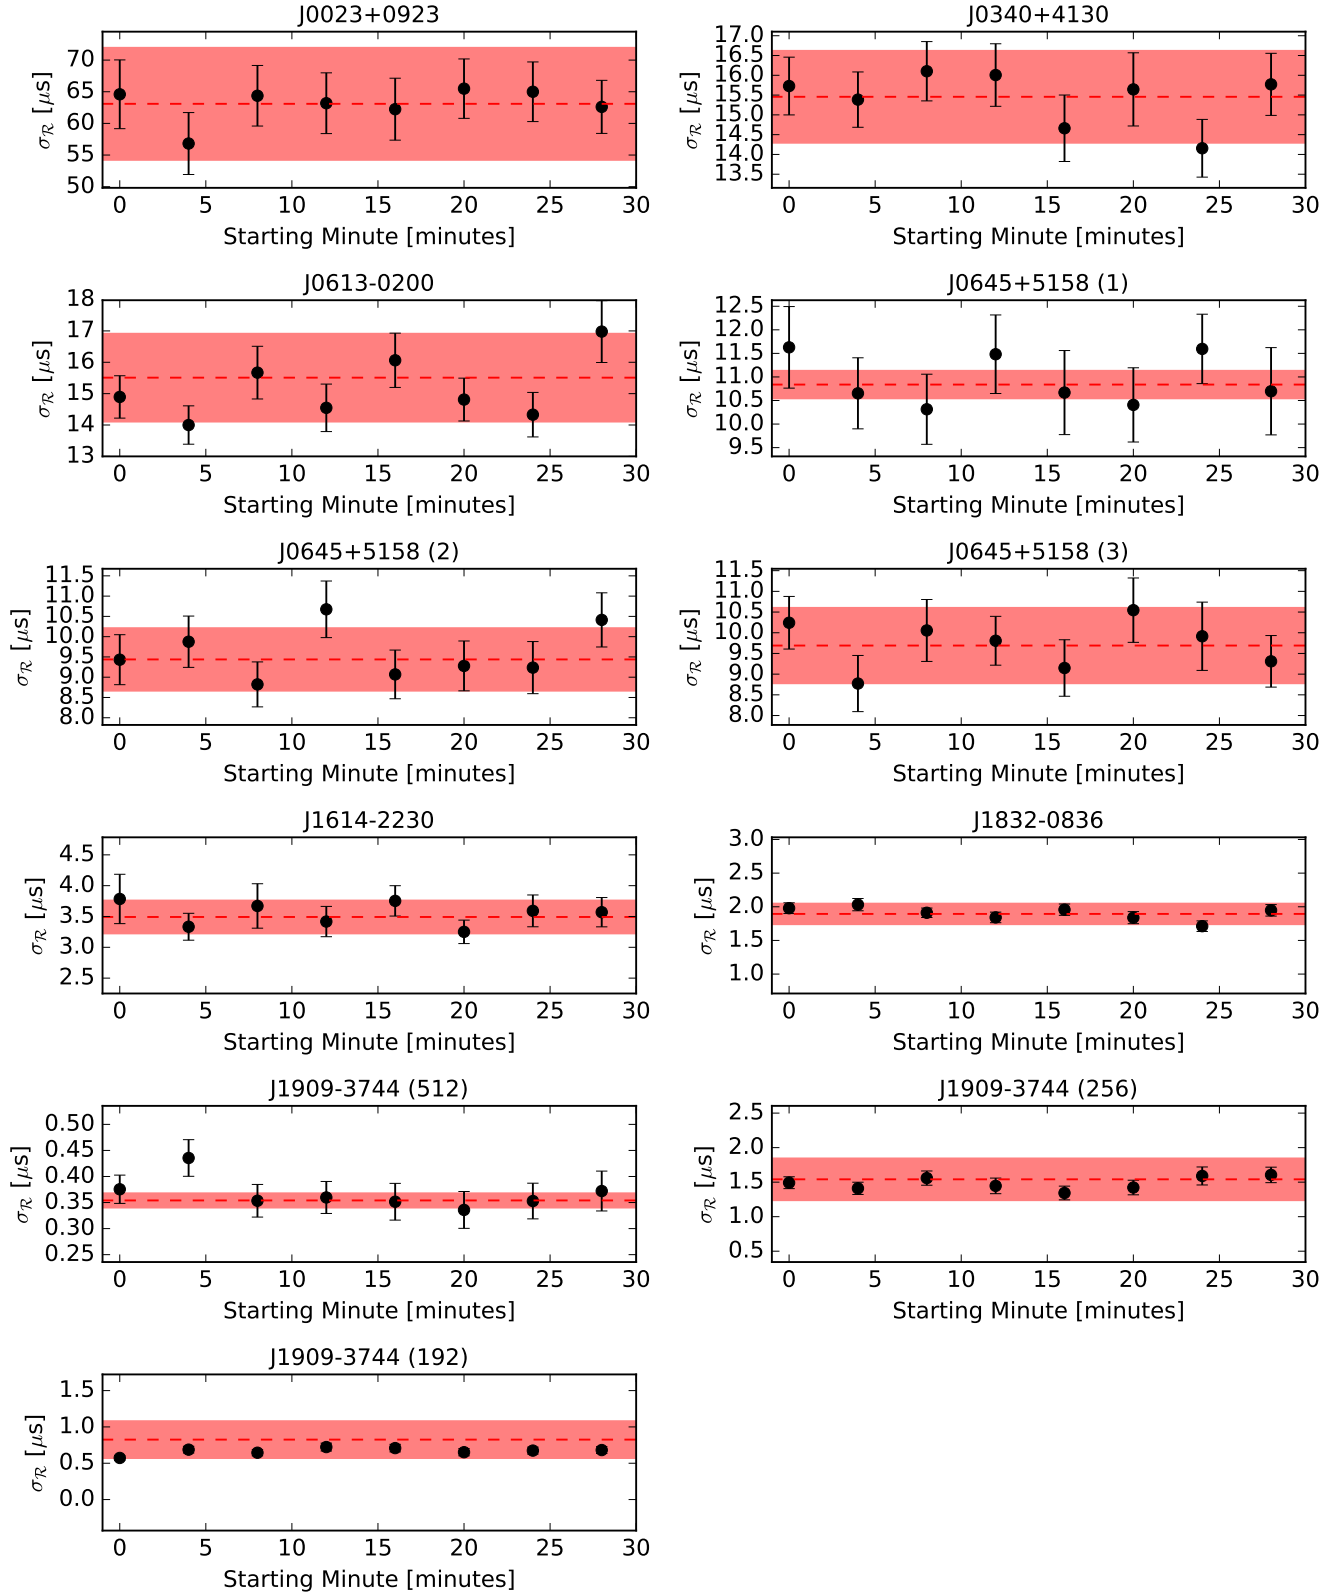 J0023+0923
70
65
60
55
50
σ_R [μs]
0 5 10 15 20 25 30
Starting Minute [minutes]
J0340+4130
17.0
16.5
16.0
15.5
15.0
14.5
14.0
13.5
σ_R [μs]
0 5 10 15 20 25 30
Starting Minute [minutes]
J0613-0200
18
17
16
15
14
13
σ_R [μs]
0 5 10 15 20 25 30
Starting Minute [minutes]
J0645+5158 (1)
12.5
12.0
11.5
11.0
10.5
10.0
9.5
σ_R [μs]
0 5 10 15 20 25 30
Starting Minute [minutes]
J0645+5158 (2)
11.5
11.0
10.5
10.0
9.5
9.0
8.5
8.0
σ_R [μs]
0 5 10 15 20 25 30
Starting Minute [minutes]
J0645+5158 (3)
11.5
11.0
10.5
10.0
9.5
9.0
8.5
8.0
σ_R [μs]
0 5 10 15 20 25 30
Starting Minute [minutes]
J1614-2230
4.5
4.0
3.5
3.0
2.5
σ_R [μs]
0 5 10 15 20 25 30
Starting Minute [minutes]
J1832-0836
3.0
2.5
2.0
1.5
1.0
σ_R [μs]
0 5 10 15 20 25 30
Starting Minute [minutes]
J1909-3744 (512)
0.50
0.45
0.40
0.35
0.30
0.25
σ_R [μs]
0 5 10 15 20 25 30
Starting Minute [minutes]
J1909-3744 (256)
2.5
2.0
1.5
1.0
0.5
σ_R [μs]
0 5 10 15 20 25 30
Starting Minute [minutes]
J1909-3744 (192)
1.5
1.0
0.5
0.0
σ_R [μs]
0 5 10 15 20 25 30
Starting Minute [minutes]